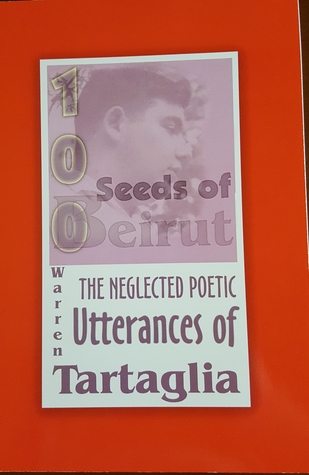 100
Seeds of
Beirut
THE NEGLECTED POETIC
Utterances of
Warren
Tartaglia